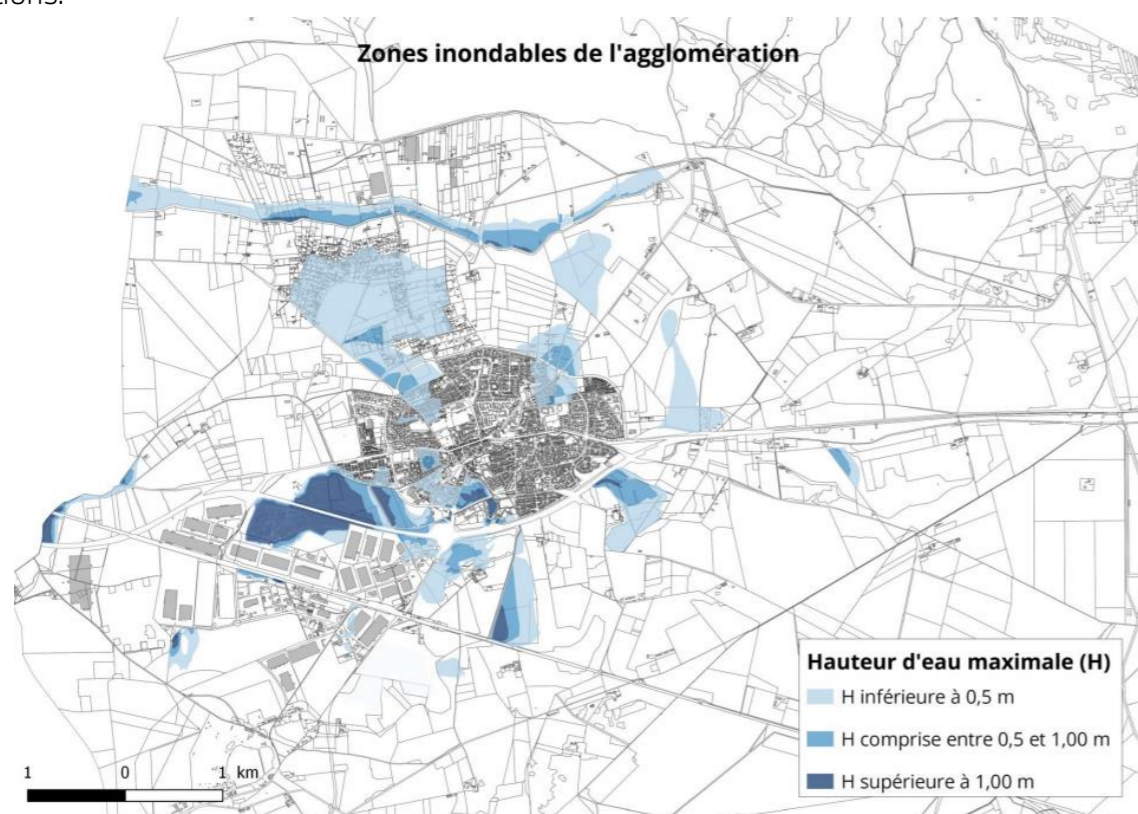 tions.
Zones inondables de l'agglomération
Hauteur d'eau maximale (H)
H inférieure à 0,5 m
H comprise entre 0,5 et 1,00 m
H supérieure à 1,00 m
1 0 1 km